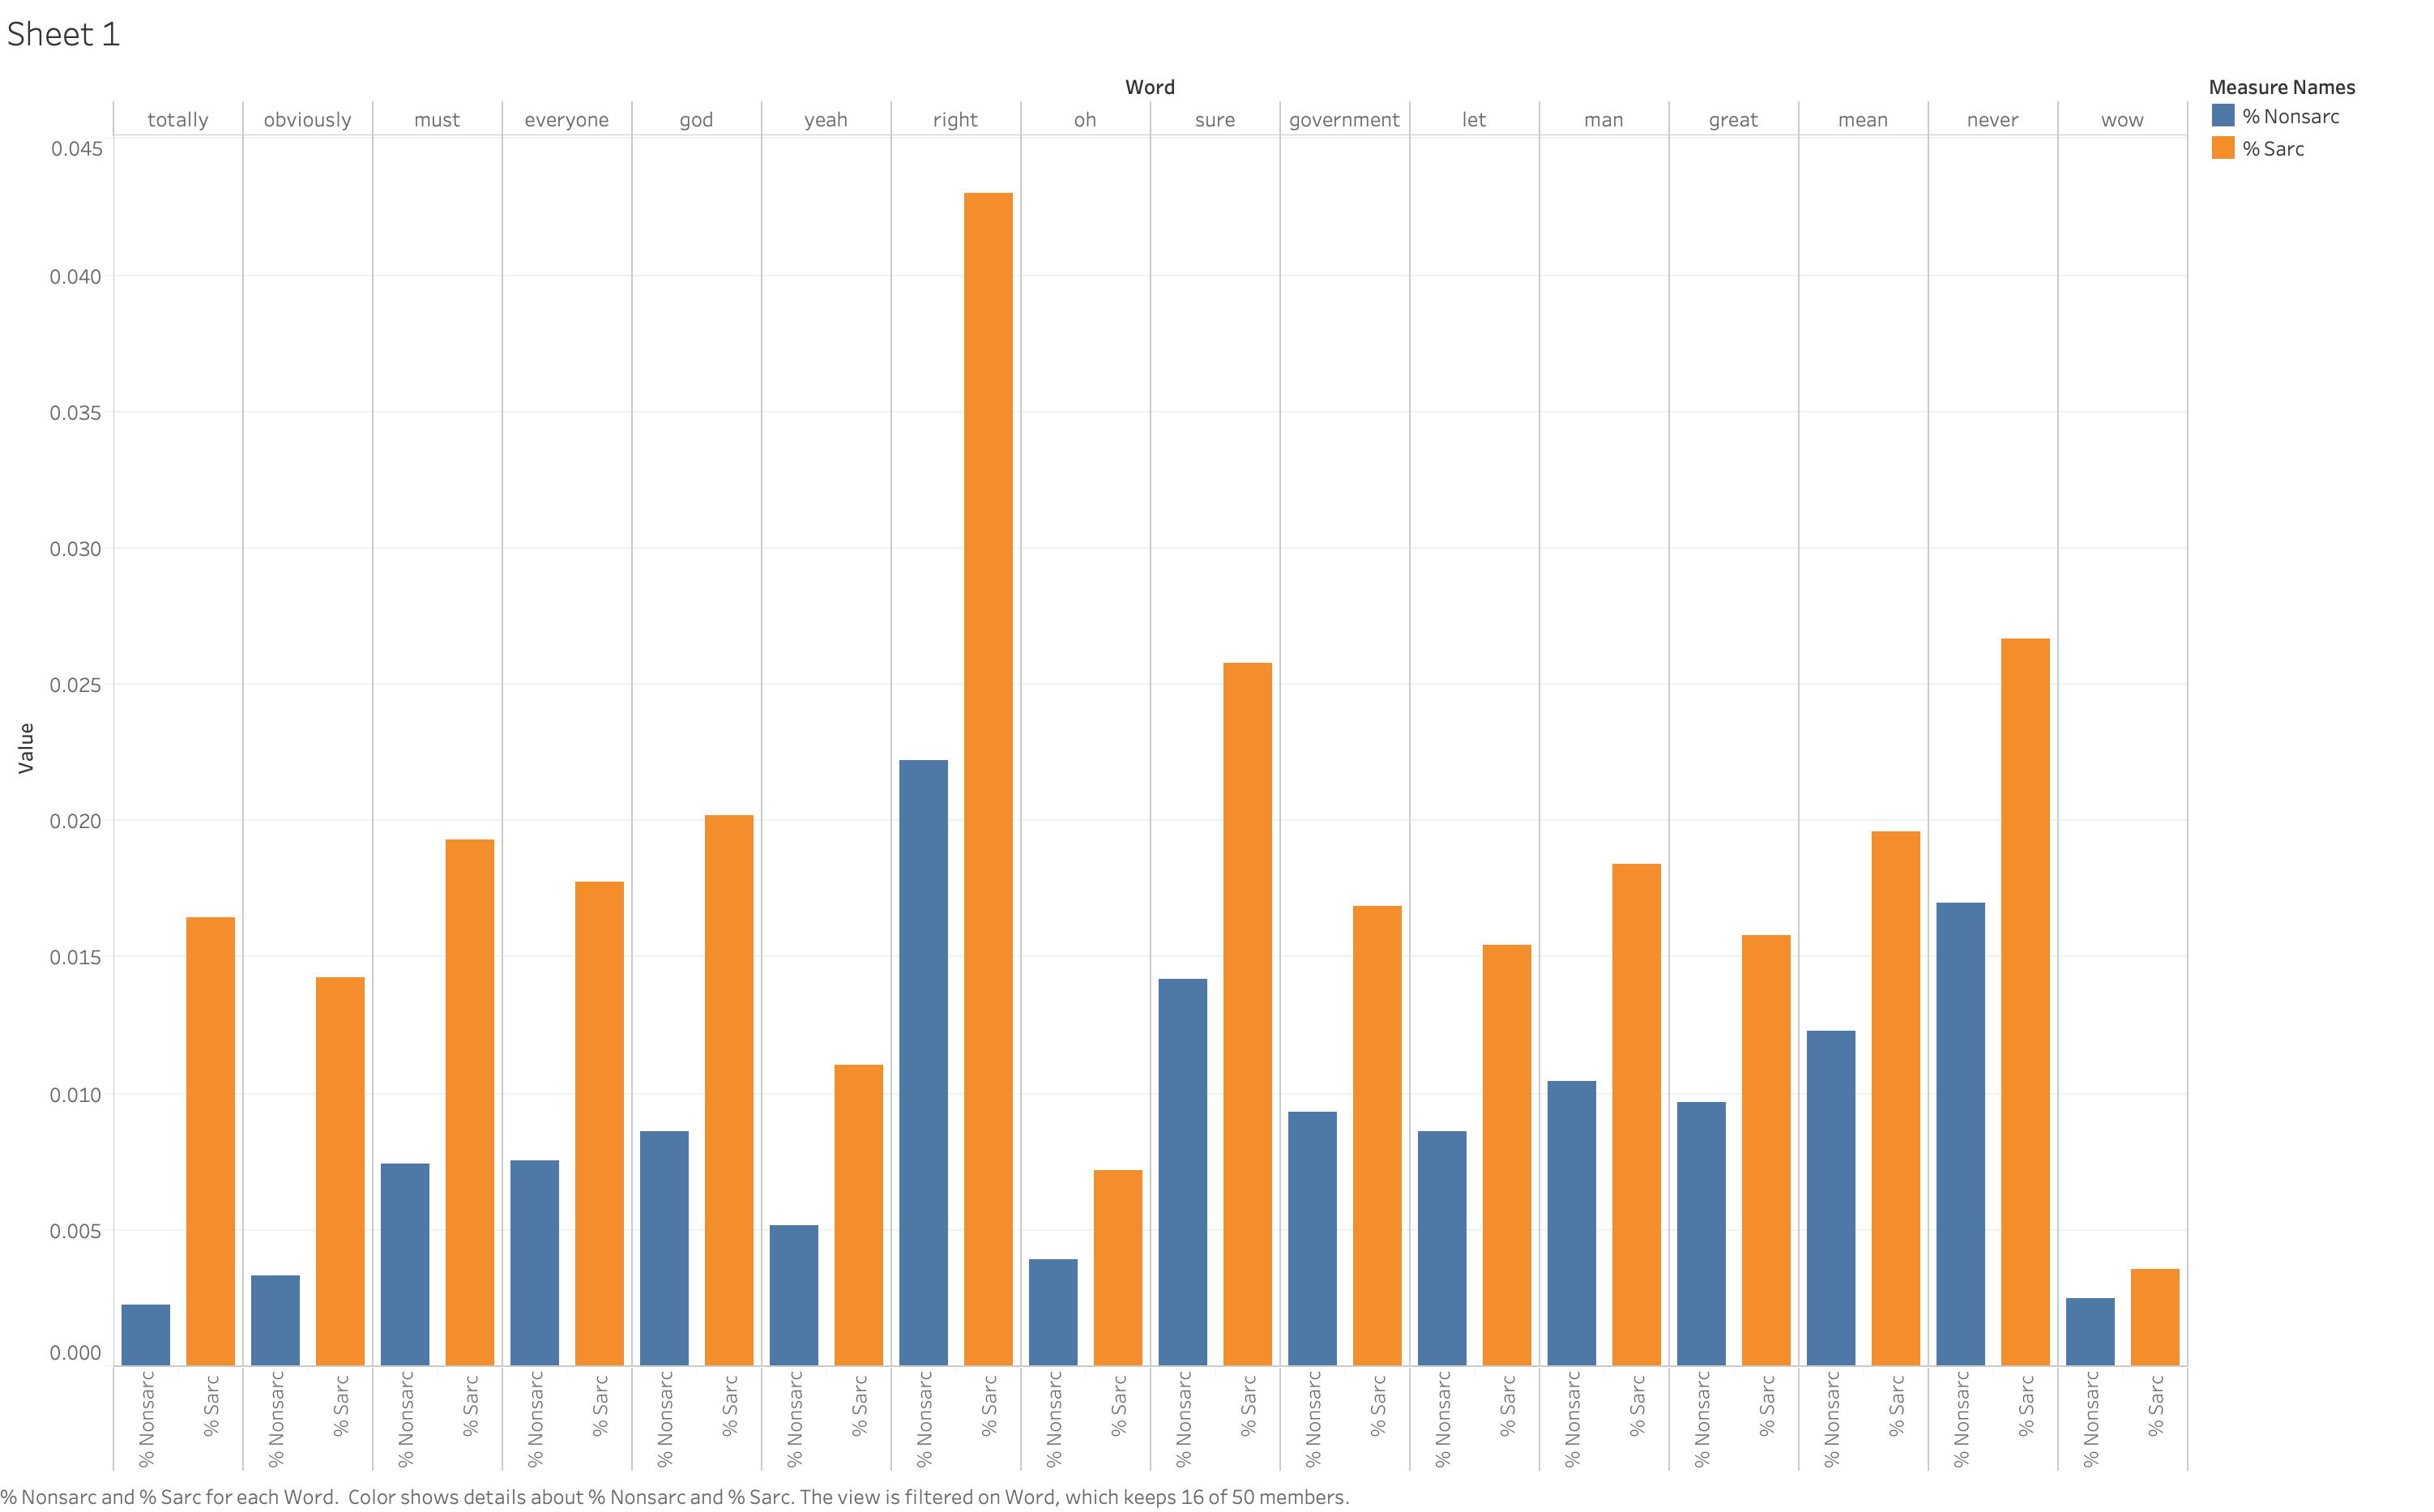 Sheet 1
Word
totally obviously must everyone god yeah right oh sure government let man great mean never wow
Measure Names
% Nonsarc
% Sarc
Value
0.045
0.040
0.035
0.030
0.025
0.020
0.015
0.010
0.005
0.000
% Nonsarc % Sarc % Nonsarc % Sarc % Nonsarc % Sarc % Nonsarc % Sarc % Nonsarc % Sarc % Nonsarc % Sarc % Nonsarc % Sarc % Nonsarc % Sarc % Nonsarc % Sarc % Nonsarc % Sarc % Nonsarc % Sarc % Nonsarc % Sarc % Nonsarc % Sarc % Nonsarc % Sarc % Nonsarc % Sarc % Nonsarc % Sarc
% Nonsarc and % Sarc for each Word. Color shows details about % Nonsarc and % Sarc. The view is filtered on Word, which keeps 16 of 50 members.